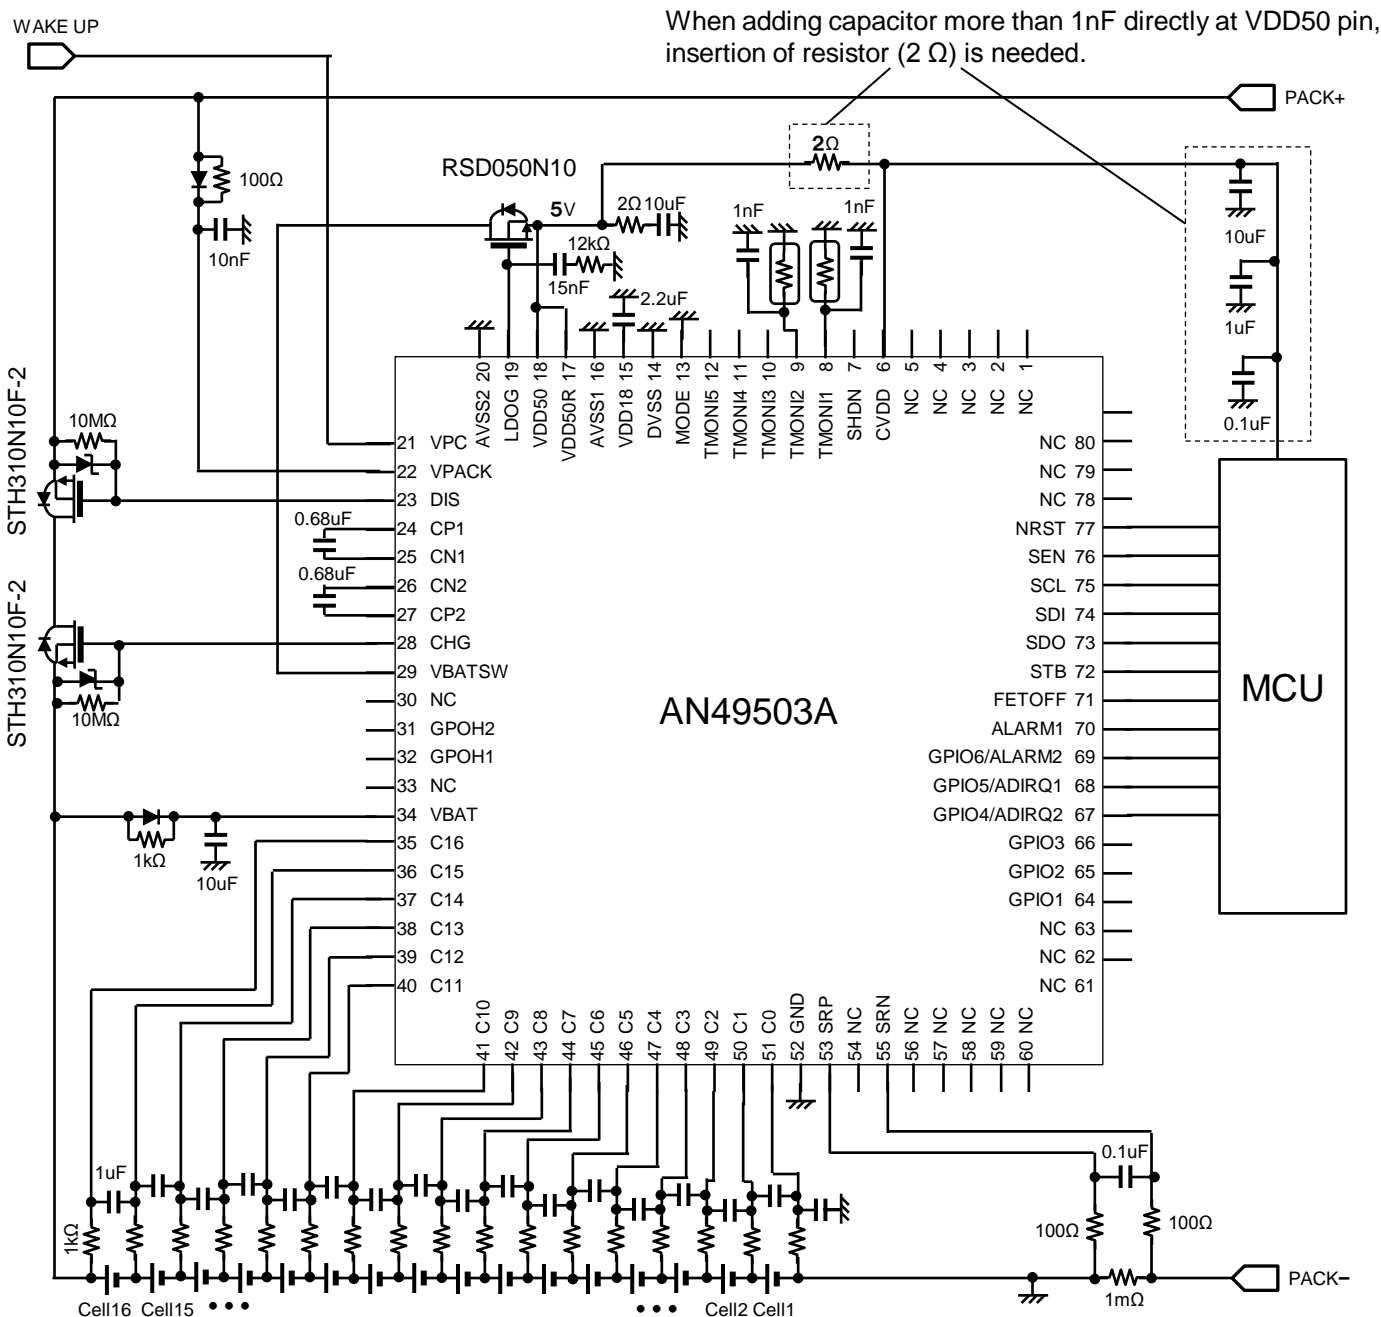 When adding capacitor more than 1nF directly at VDD50 pin,
insertion of resistor (2 Ω) is needed.
WAKE UP
PACK+
2Ω
RSD050N10
100Ω
5V
2Ω
10uF
1nF
1nF
10uF
10nF
12kΩ
15nF
2.2uF
1uF
0.1uF
STH310N10F-2
10MΩ
AVSS2 20
LDOG 19
VDD50 18
VDD50R 17
AVSS1 16
VDD18 15
DVSS 14
MODE 13
TMONI5 12
TMONI4 11
TMONI3 10
TMONI2 9
TMONI1 8
SHDN 7
CVDD 6
NC 5
NC 4
NC 3
NC 2
NC 1
21 VPC
22 VPACK
23 DIS
24 CP1
25 CN1
26 CN2
27 CP2
28 CHG
29 VBATSW
30 NC
31 GPOH2
32 GPOH1
33 NC
34 VBAT
35 C16
36 C15
37 C14
38 C13
39 C12
40 C11
0.68uF
0.68uF
STH310N10F-2
10MΩ
1kΩ
10uF
AN49503A
NC 80
NC 79
NC 78
NRST 77
SEN 76
SCL 75
SDI 74
SDO 73
STB 72
FETOFF 71
ALARM1 70
GPIO6/ALARM2 69
GPIO5/ADIRQ1 68
GPIO4/ADIRQ2 67
GPIO3 66
GPIO2 65
GPIO1 64
NC 63
NC 62
NC 61
MCU
41 C10
42 C9
43 C8
44 C7
45 C6
46 C5
47 C4
48 C3
49 C2
50 C1
51 C0
52 GND
53 SRP
54 NC
55 SRN
56 NC
57 NC
58 NC
59 NC
60 NC
1uF
1kΩ
0.1uF
100Ω
100Ω
1mΩ
PACK−
Cell16
Cell15
•••
•••
Cell2
Cell1